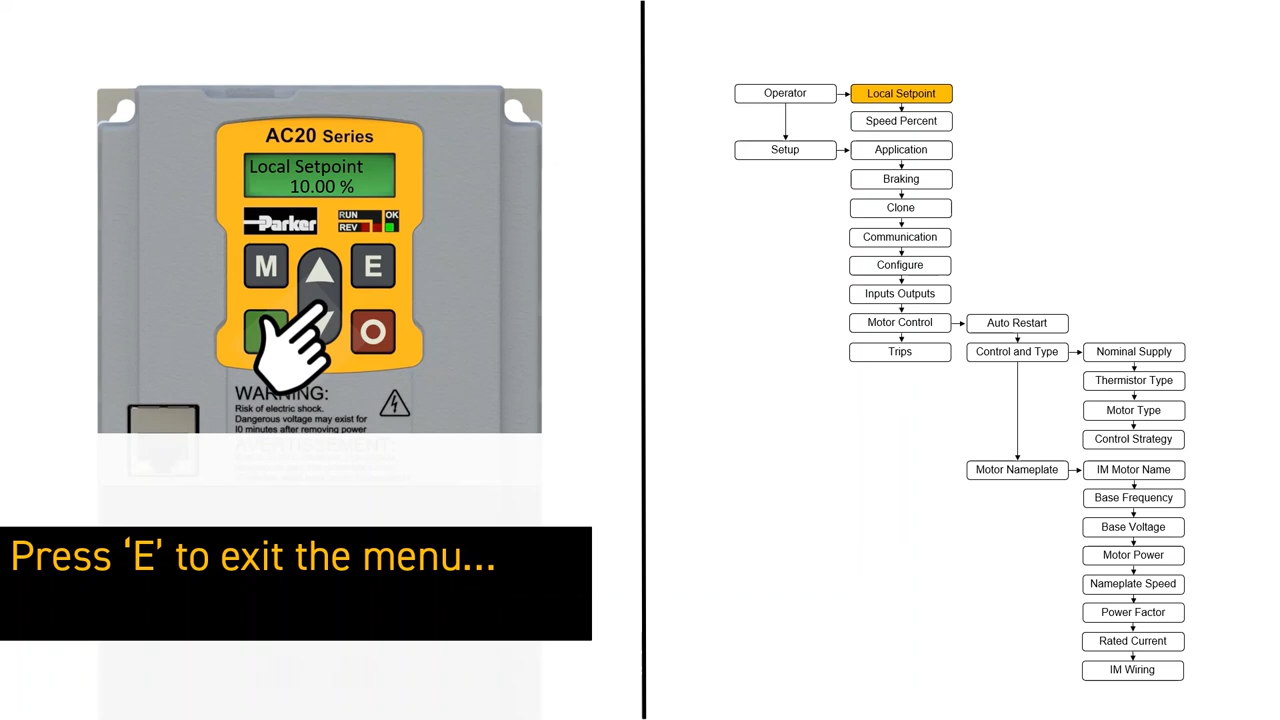 AC20 Series
Local Setpoint
10.00 %
Parker
RUN
OK
REV
M
E
O
WARNING:
Risk of electric shock.
Dangerous voltage may exist for
10 minutes after removing power
AVERTISSEMENT:
Press ‘E’ to exit the menu...
Operator
Local Setpoint
Speed Percent
Setup
Application
Braking
Clone
Communication
Configure
Inputs Outputs
Motor Control
Auto Restart
Trips
Control and Type
Nominal Supply
Thermistor Type
Motor Type
Control Strategy
Motor Nameplate
IM Motor Name
Base Frequency
Base Voltage
Motor Power
Nameplate Speed
Power Factor
Rated Current
IM Wiring